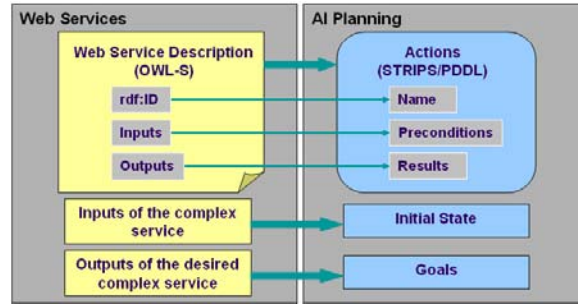 Web Services
AI Planning
Web Service Description
(OWL-S)
Actions
(STRIPS/PDDL)
rdf:ID
Name
Inputs
Preconditions
Outputs
Results
Inputs of the complex
service
Initial State
Outputs of the desired
complex service
Goals